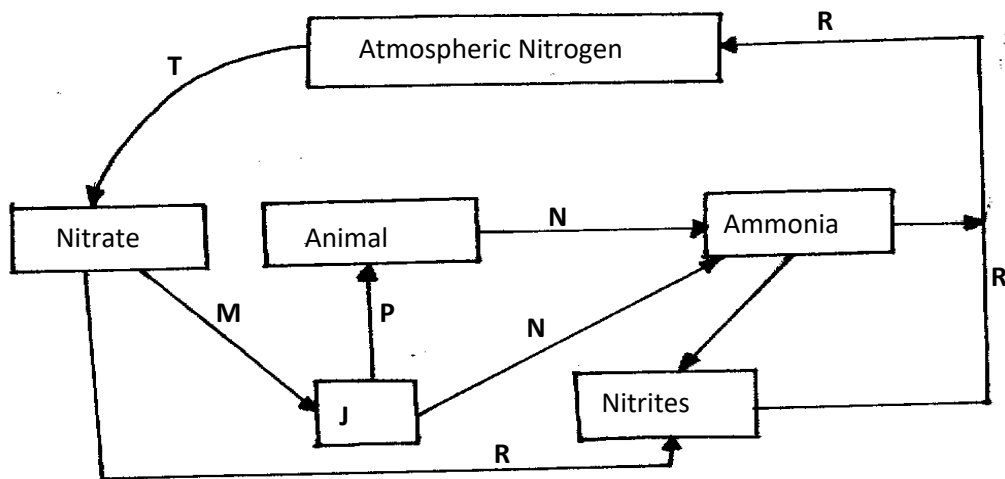 R
Atmospheric Nitrogen
T
N
Ammonia
Nitrate
Animal
R
M
P
N
Nitrites
J
R